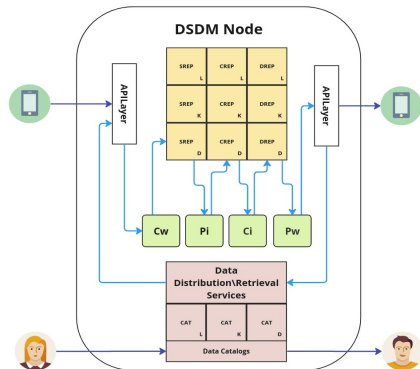 DSDM Node
APILayer
SREP L
CREP L
DREP L
SREP K
CREP K
DREP K
SREP D
CREP D
DREP D
APILayer
Cw
Pi
Ci
Pw
Data
Distribution\Retrieval
Services
CAT L
CAT K
CAT D
Data Catalogs